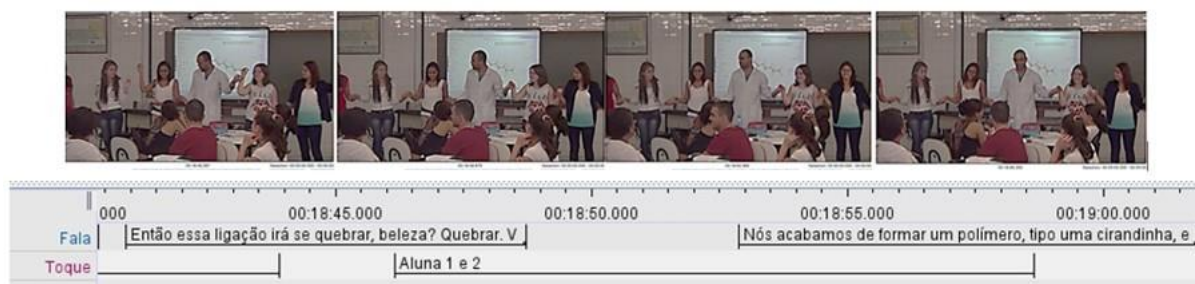 000 00:18:45.000 00:18:50.000 00:18:55.000 00:19:00.000
Fala Então essa ligação irá se quebrar, beleza? Quebrar. V Nós acabamos de formar um polímero, tipo uma cirandinha, e
Toque Aluna 1 e 2